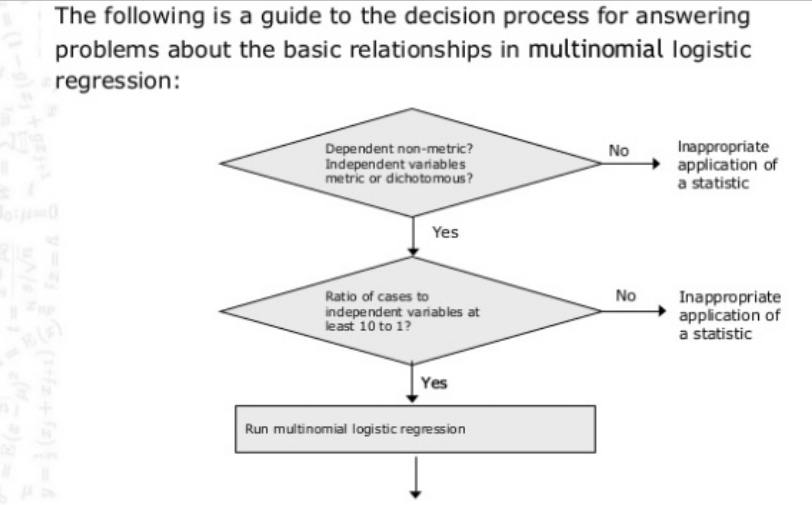 The following is a guide to the decision process for answering
problems about the basic relationships in multinomial logistic
regression:
Dependent non-metric?
Independent variables
metric or dichotomous?
No
Inappropriate
application of
a statistic
Yes
Ratio of cases to
independent variables at
least 10 to 1?
No
Inappropriate
application of
a statistic
Yes
Run multinomial logistic regression